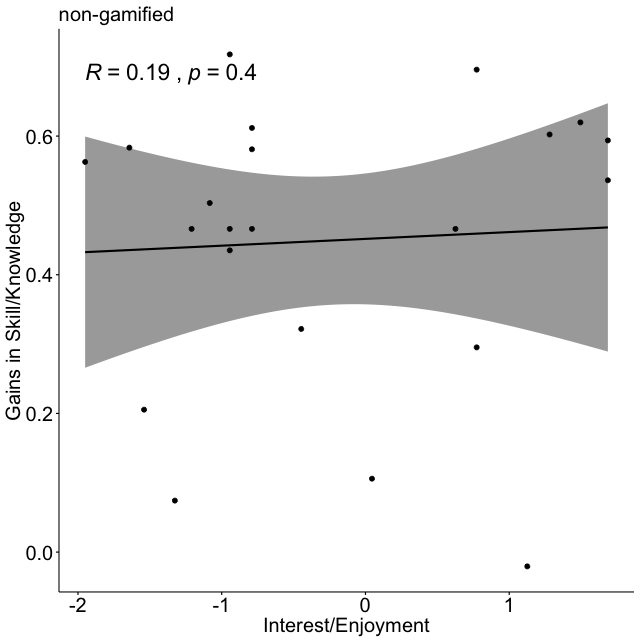 non-gamified
R = 0.19 , p = 0.4
Gains in Skill/Knowledge
0.6
0.4
0.2
0.0
-2 -1 0 1
Interest/Enjoyment